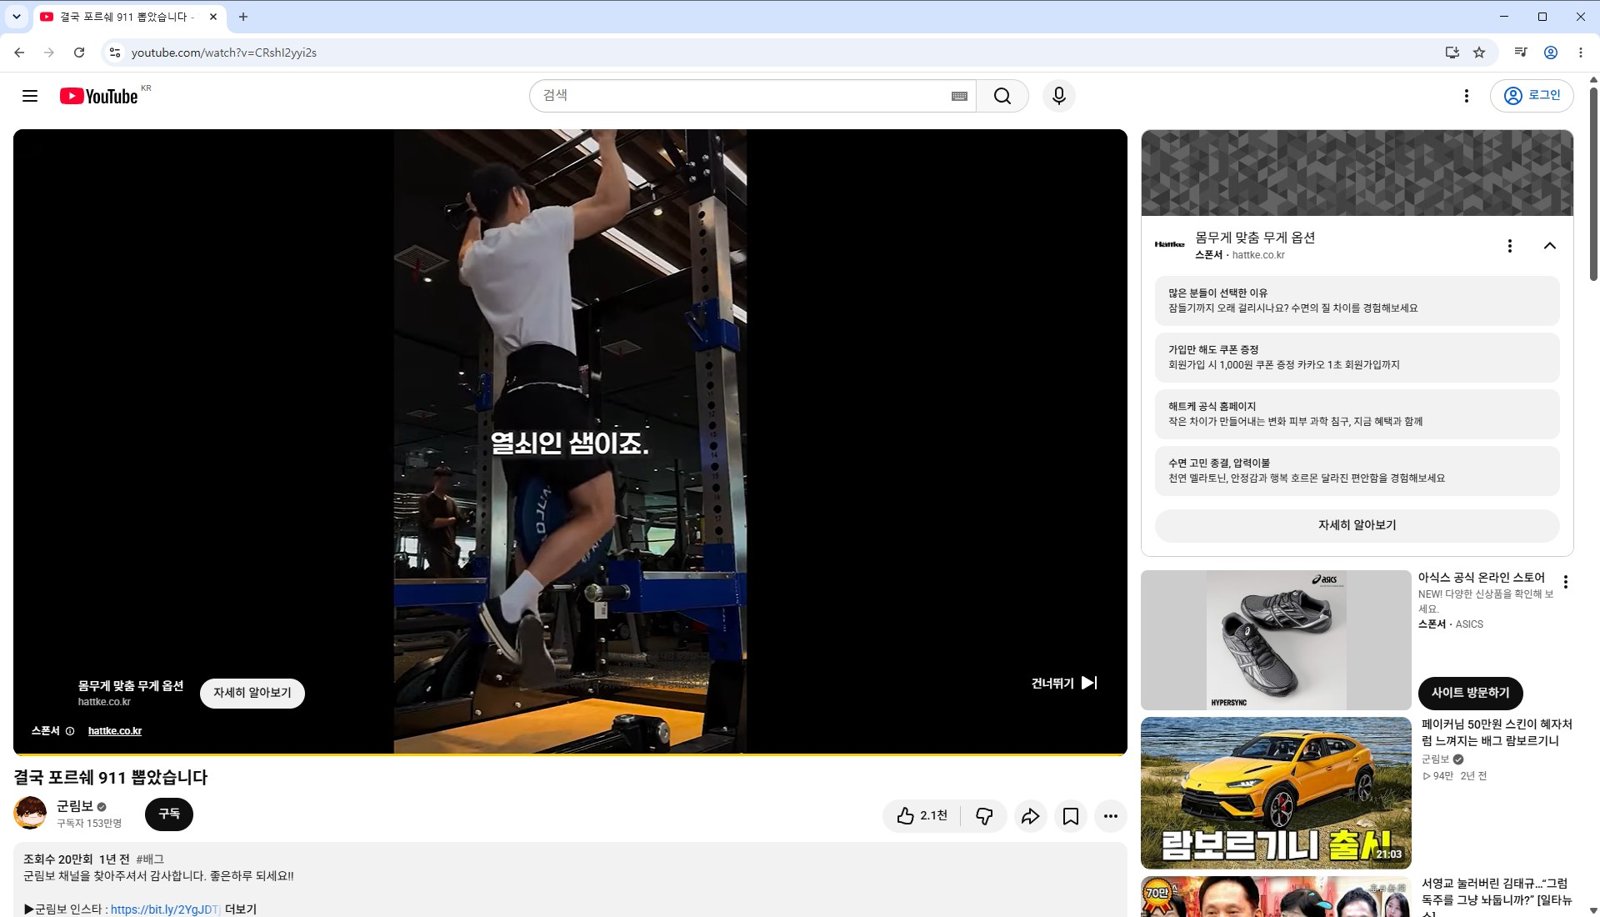 결국 포르쉐 911 뽑았습니다 -
youtube.com/watch?v=CRshI2yyi2s
YouTube KR
검색
로그인
열쇠인 샘이죠.
몸무게 맞춤 무게 옵션
hattke.co.kr
자세히 알아보기
건너뛰기
스폰서
hattke.co.kr
결국 포르쉐 911 뽑았습니다
군림보
구독자 153만명
구독
2.1천
조회수 20만회 1년 전 #배그
군림보 채널을 찾아주셔서 감사합니다. 좋은하루 되세요!!
▶군림보 인스타 : https://bit.ly/2YgJDT 더보기
Hattke
몸무게 맞춤 무게 옵션
스폰서 · hattke.co.kr
많은 분들이 선택한 이유
잠들기까지 오래 걸리시나요? 수면의 질 차이를 경험해보세요
가입만 해도 쿠폰 증정
회원가입 시 1,000원 쿠폰 증정 카카오 1초 회원가입까지
해트케 공식 홈페이지
작은 차이가 만들어내는 변화 피부 과학 침구, 지금 혜택과 함께
수면 고민 종결, 압력이불
천연 멜라토닌, 안정감과 행복 호르몬 달라진 편안함을 경험해보세요
자세히 알아보기
asics
HYPERSYNC
아식스 공식 온라인 스토어
NEW! 다양한 신상품을 확인해 보
세요.
스폰서 · ASICS
사이트 방문하기
람보르기니 출시
21:03
페이커님 50만원 스킨이 혜자처
럼 느껴지는 배그 람보르기니
군림보
94만 2년 전
70만
서영교 눌러버린 김태규..."그럼
독주를 그냥 놔둡니까?" [일타뉴